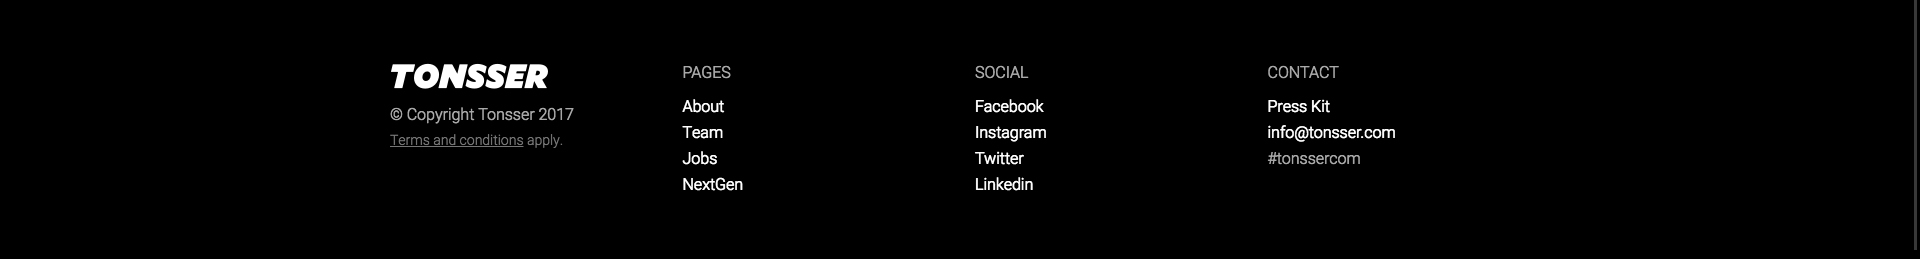 TONSSER
© Copyright Tonsser 2017
Terms and conditions apply.
PAGES
About
Team
Jobs
NextGen
SOCIAL
Facebook
Instagram
Twitter
Linkedin
CONTACT
Press Kit
info@tonsser.com
#tonssercom